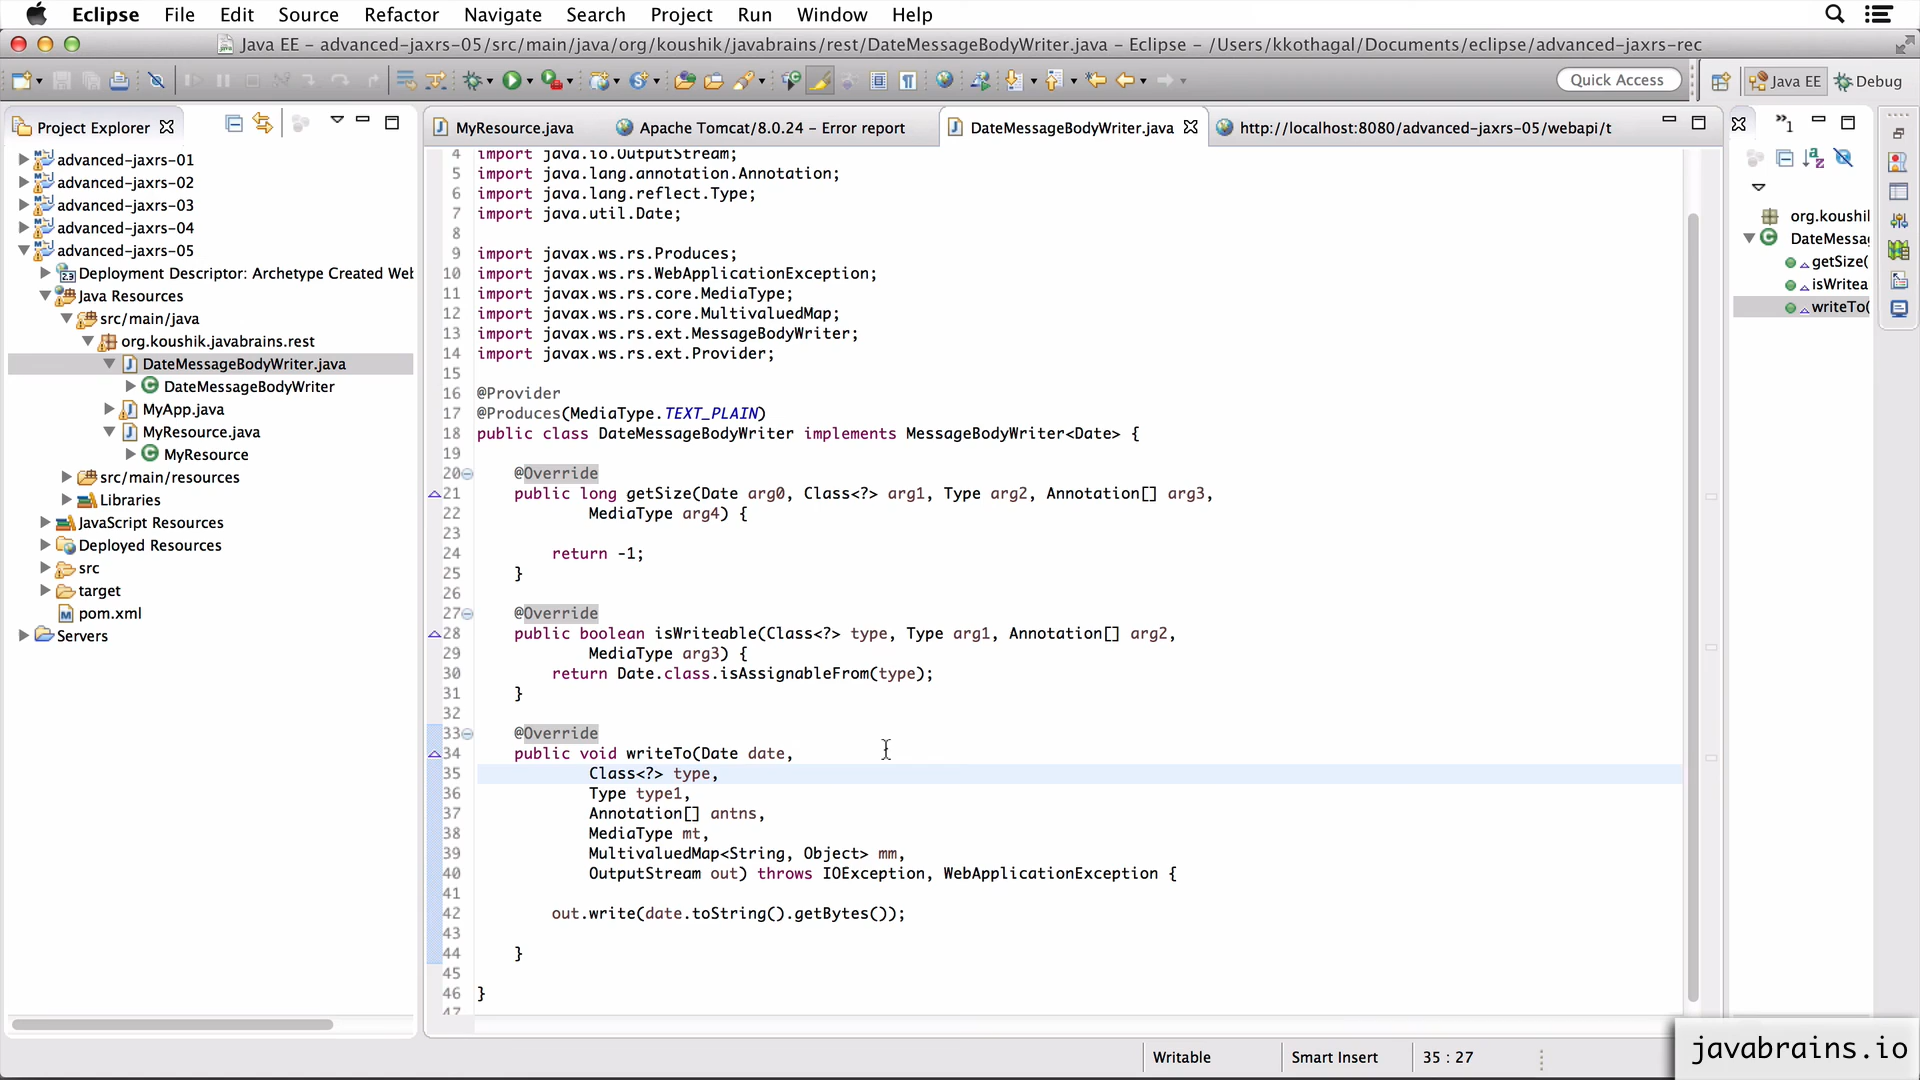 Eclipse File Edit Source Refactor Navigate Search Project Run Window Help
Java EE – advanced-jaxrs-05/src/main/java/org/koushik/javabrains/rest/DateMessageBodyWriter.java – Eclipse – /Users/kkothagal/Documents/eclipse/advanced-jaxrs-rec
Quick Access Java EE Debug
Project Explorer
advanced-jaxrs-01
advanced-jaxrs-02
advanced-jaxrs-03
advanced-jaxrs-04
advanced-jaxrs-05
Deployment Descriptor: Archetype Created Web
Java Resources
src/main/java
org.koushik.javabrains.rest
DateMessageBodyWriter.java
DateMessageBodyWriter
MyApp.java
MyResource.java
MyResource
src/main/resources
Libraries
JavaScript Resources
Deployed Resources
src
target
pom.xml
Servers
MyResource.java Apache Tomcat/8.0.24 – Error report DateMessageBodyWriter.java http://localhost:8080/advanced-jaxrs-05/webapi/t
4 import java.io.OutputStream;
5 import java.lang.annotation.Annotation;
6 import java.lang.reflect.Type;
7 import java.util.Date;
8
9 import javax.ws.rs.Produces;
10 import javax.ws.rs.WebApplicationException;
11 import javax.ws.rs.core.MediaType;
12 import javax.ws.rs.core.MultivaluedMap;
13 import javax.ws.rs.ext.MessageBodyWriter;
14 import javax.ws.rs.ext.Provider;
15
16 @Provider
17 @Produces(MediaType.TEXT_PLAIN)
18 public class DateMessageBodyWriter implements MessageBodyWriter<Date> {
19
20 @Override
21 public long getSize(Date arg0, Class<?> arg1, Type arg2, Annotation[] arg3,
22 MediaType arg4) {
23
24 return -1;
25 }
26
27 @Override
28 public boolean isWriteable(Class<?> type, Type arg1, Annotation[] arg2,
29 MediaType arg3) {
30 return Date.class.isAssignableFrom(type);
31 }
32
33 @Override
34 public void writeTo(Date date,
35 Class<?> type,
36 Type type1,
37 Annotation[] antns,
38 MediaType mt,
39 MultivaluedMap<String, Object> mm,
40 OutputStream out) throws IOException, WebApplicationException {
41
42 out.write(date.toString().getBytes());
43
44 }
45
46 }
47
»1
org.koushil
DateMessa
getSize(
isWritea
writeTo(
Writable Smart Insert 35 : 27
javabrains.io